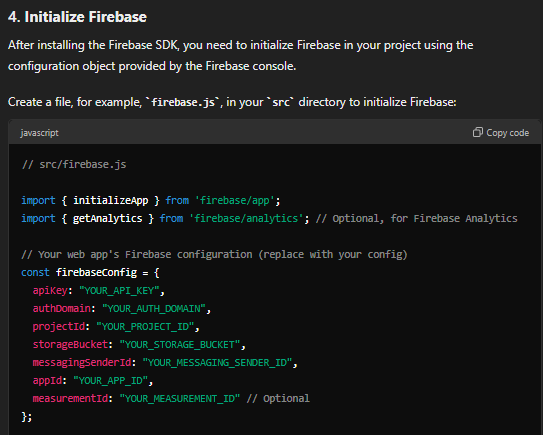 4. Initialize Firebase
After installing the Firebase SDK, you need to initialize Firebase in your project using the
configuration object provided by the Firebase console.
Create a file, for example, `firebase.js`, in your `src` directory to initialize Firebase:
javascript
Copy code
// src/firebase.js
import { initializeApp } from 'firebase/app';
import { getAnalytics } from 'firebase/analytics'; // Optional, for Firebase Analytics
// Your web app's Firebase configuration (replace with your config)
const firebaseConfig = {
  apiKey: "YOUR_API_KEY",
  authDomain: "YOUR_AUTH_DOMAIN",
  projectId: "YOUR_PROJECT_ID",
  storageBucket: "YOUR_STORAGE_BUCKET",
  messagingSenderId: "YOUR_MESSAGING_SENDER_ID",
  appId: "YOUR_APP_ID",
  measurementId: "YOUR_MEASUREMENT_ID" // Optional
};